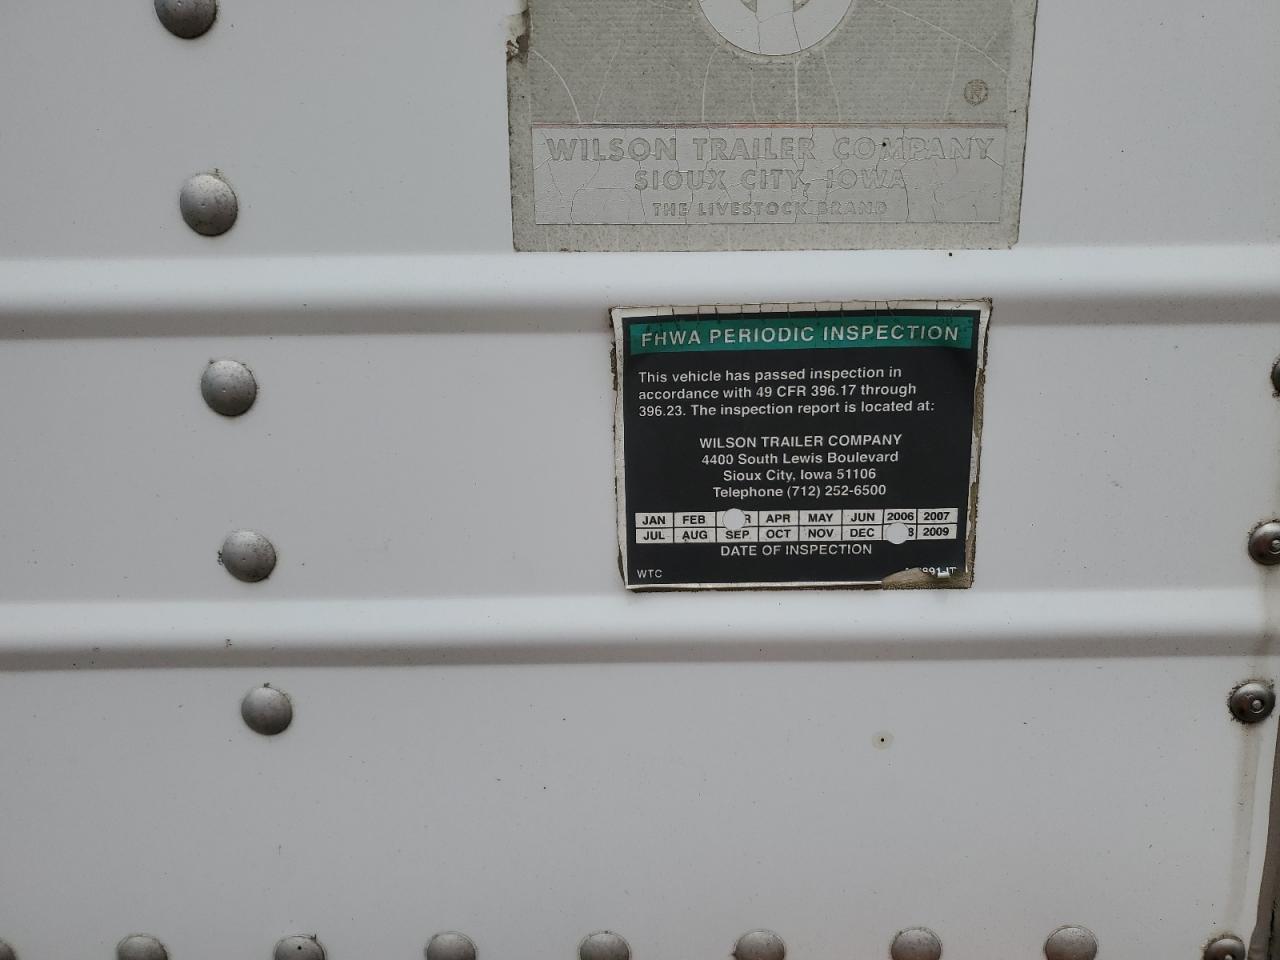 ®
WILSON TRAILER COMPANY
SIOUX CITY, IOWA
THE LIVESTOCK BRAND
FHWA PERIODIC INSPECTION
This vehicle has passed inspection in
accordance with 49 CFR 396.17 through
396.23. The inspection report is located at:
WILSON TRAILER COMPANY
4400 South Lewis Boulevard
Sioux City, Iowa 51106
Telephone (712) 252-6500
JAN FEB APR MAY JUN 2006 2007
JUL AUG SEP OCT NOV DEC 2009
DATE OF INSPECTION
WTC